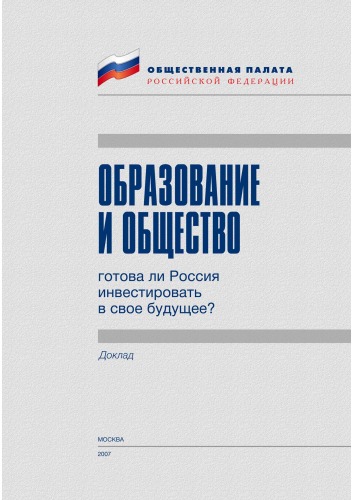 ОБЩЕСТВЕННАЯ ПАЛАТА
РОССИЙСКОЙ ФЕДЕРАЦИИ
ОБРАЗОВАНИЕ
И ОБЩЕСТВО
готова ли Россия
инвестировать
в свое будущее?
Доклад
МОСКВА
2007